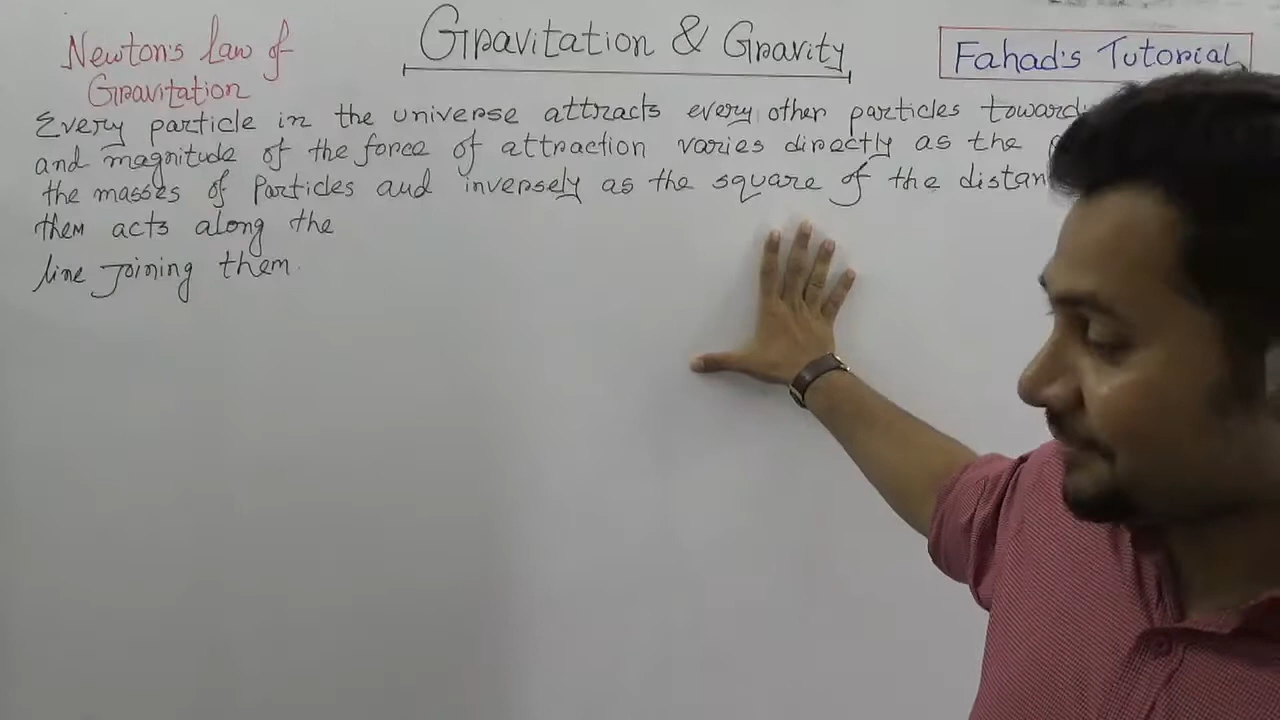 Gravitation & Gravity
Fahad's Tutorial
Newton's law of
Gravitation
Every particle in the universe attracts every other particles
and magnitude of the force of attraction varies directly as the
the masses of Particles and inversely as the square of the
them acts along the
line joining them.